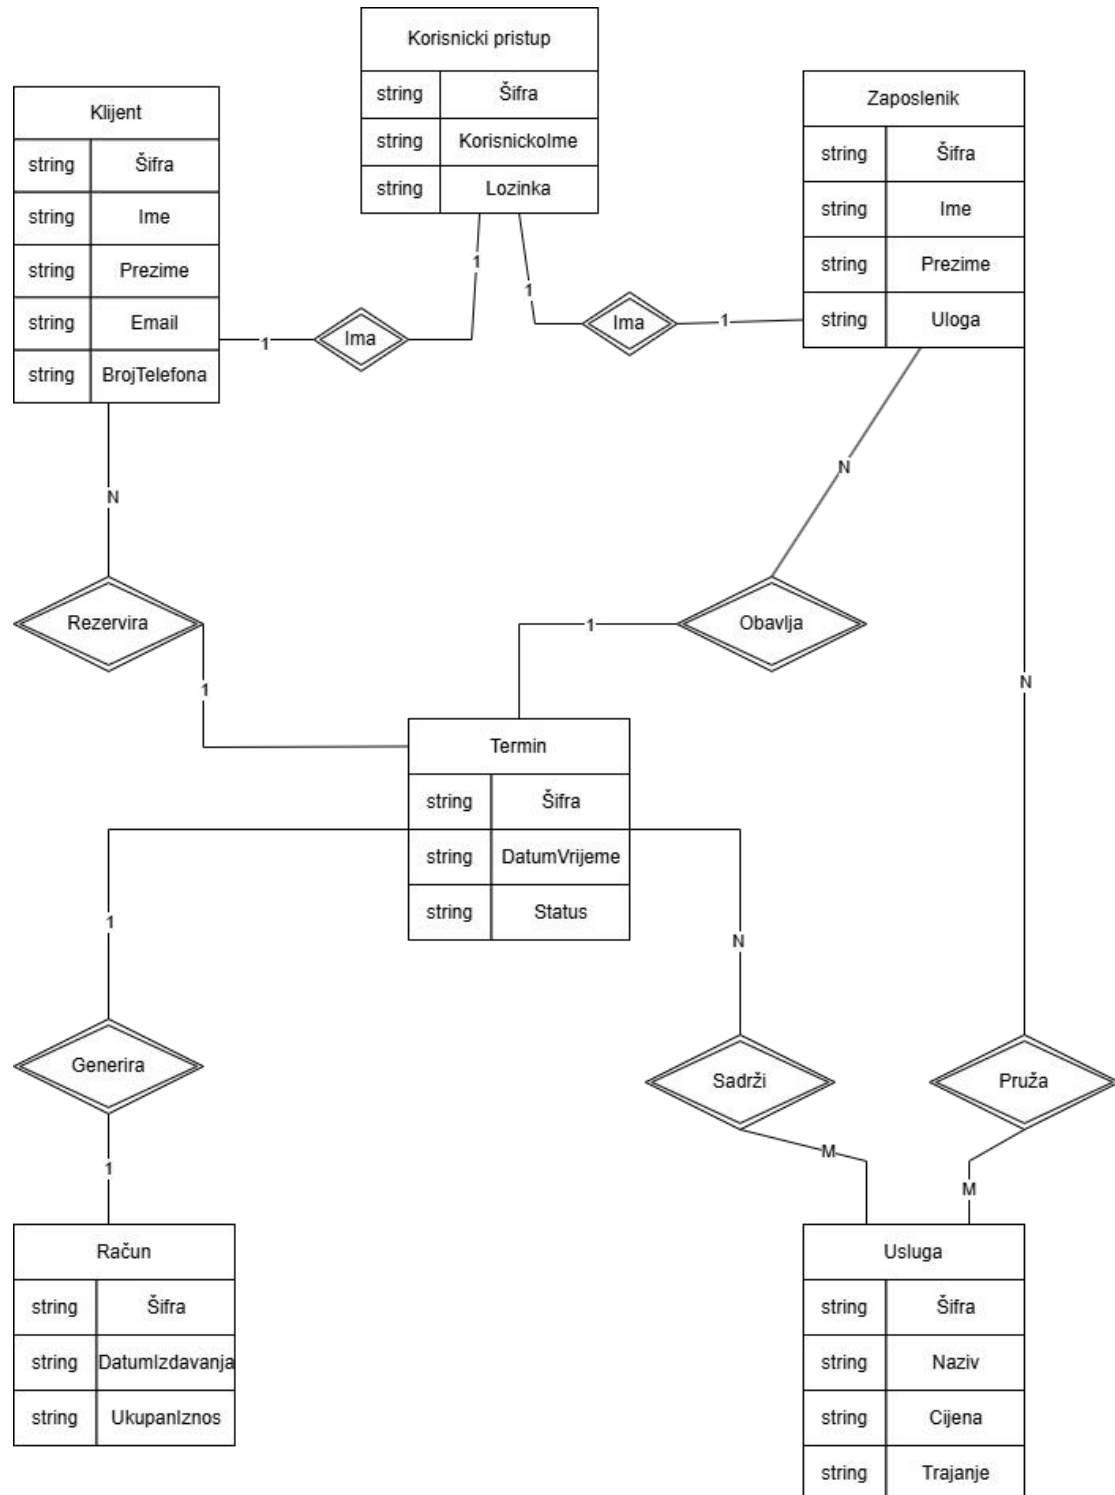 Korisnicki pristup
string Šifra
string KorisnickoIme
string Lozinka
Klijent
string Šifra
string Ime
string Prezime
string Email
string BrojTelefona
Zaposlenik
string Šifra
string Ime
string Prezime
string Uloga
1
1
1
Ima
Ima
1
N
N
Rezervira
Obavlja
1
1
N
Termin
string Šifra
string DatumVrijeme
string Status
1
N
Generira
Sadrži
Pruža
1
M
M
Račun
string Šifra
string DatumIzdavanja
string UkupanIznos
Usluga
string Šifra
string Naziv
string Cijena
string Trajanje